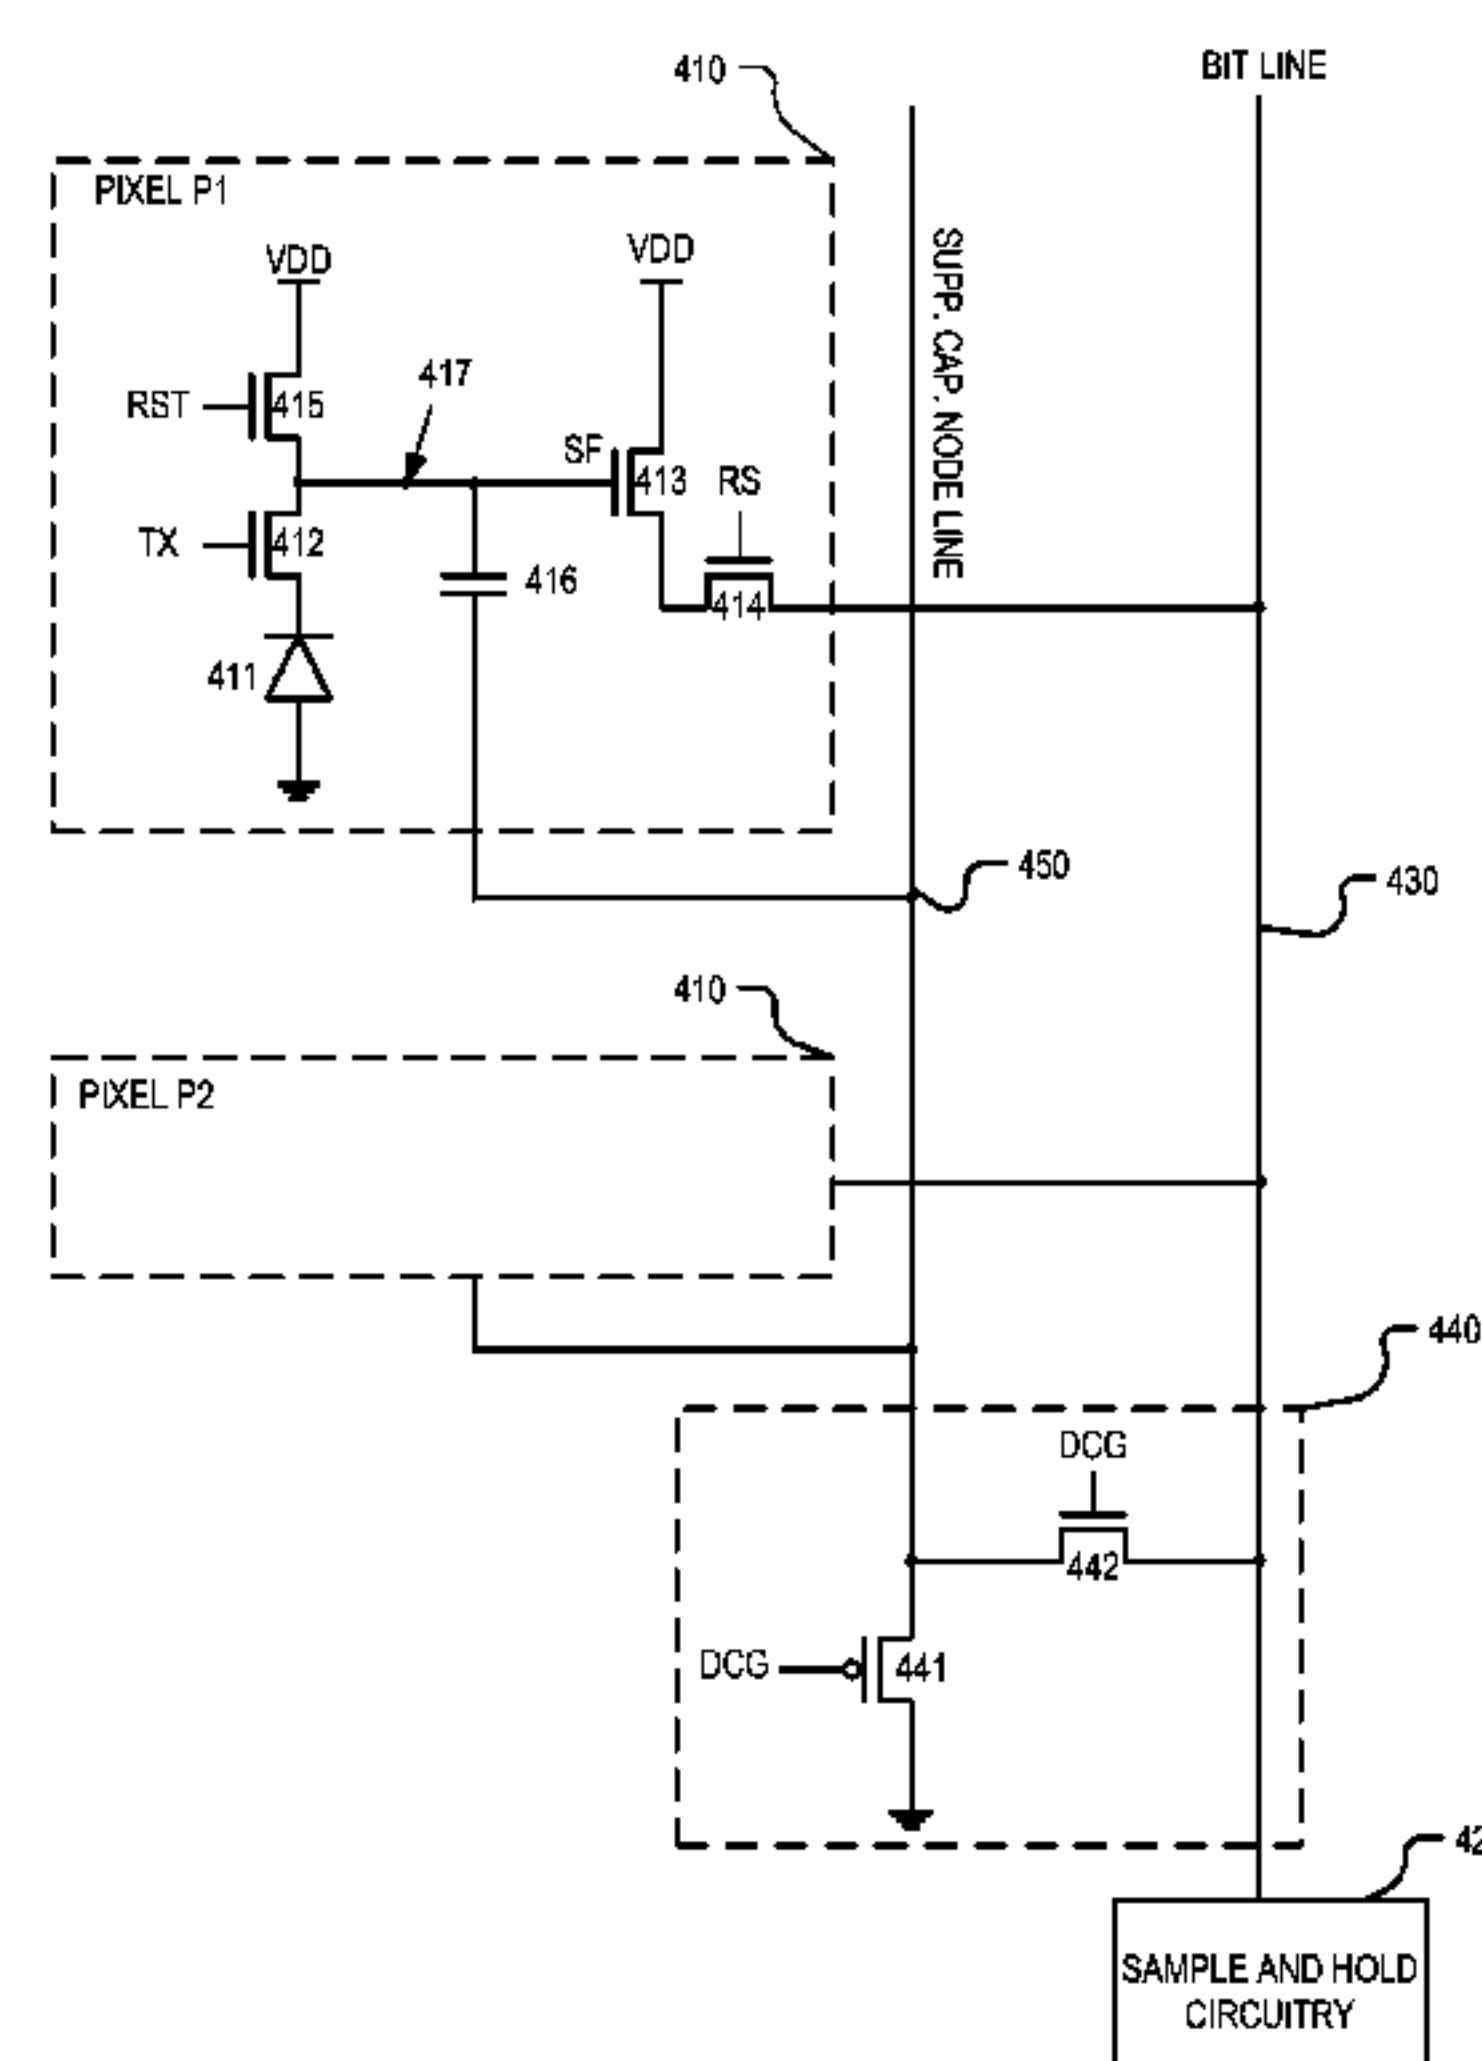 410
BIT LINE
PIXEL P1
VDD
VDD
SUPP. CAP. NODE LINE
417
RST
415
SF
413
RS
TX
412
416
414
411
450
430
410
PIXEL P2
440
DCG
442
DCG
441
42
SAMPLE AND HOLD
CIRCUITRY